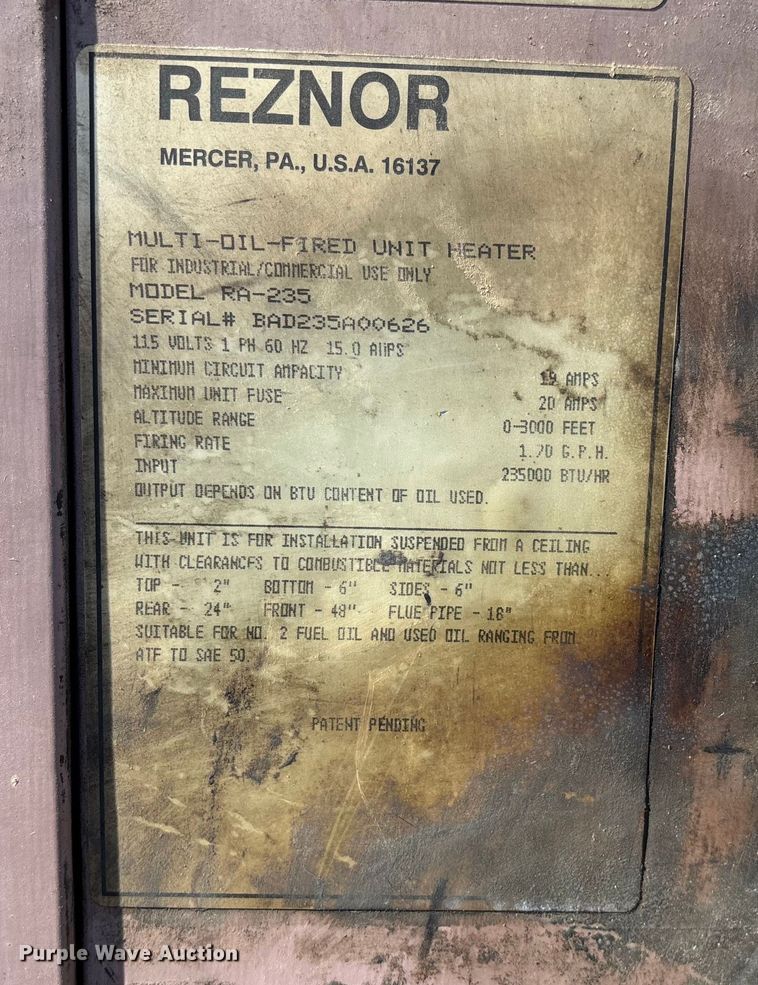 REZNOR
MERCER, PA., U.S.A. 16137
MULTI-OIL-FIRED UNIT HEATER
FOR INDUSTRIAL/COMMERCIAL USE ONLY
MODEL RA-235
SERIAL# BAD235A00626
115 VOLTS 1 PH 60 HZ 15.0 AMPS
MINIMUM CIRCUIT AMPACITY 19 AMPS
MAXIMUM UNIT FUSE 20 AMPS
ALTITUDE RANGE 0-3000 FEET
FIRING RATE 1.70 G.P.H.
INPUT 235000 BTU/HR
OUTPUT DEPENDS ON BTU CONTENT OF OIL USED.
THIS UNIT IS FOR INSTALLATION SUSPENDED FROM A CEILING
WITH CLEARANCES TO COMBUSTIBLE MATERIALS NOT LESS THAN...
TOP - 2" BOTTOM - 6" SIDES - 6"
REAR - 24" FRONT - 48" FLUE PIPE - 18"
SUITABLE FOR NO. 2 FUEL OIL AND USED OIL RANGING FROM
ATF TO SAE 50.
PATENT PENDING
Purple Wave Auction